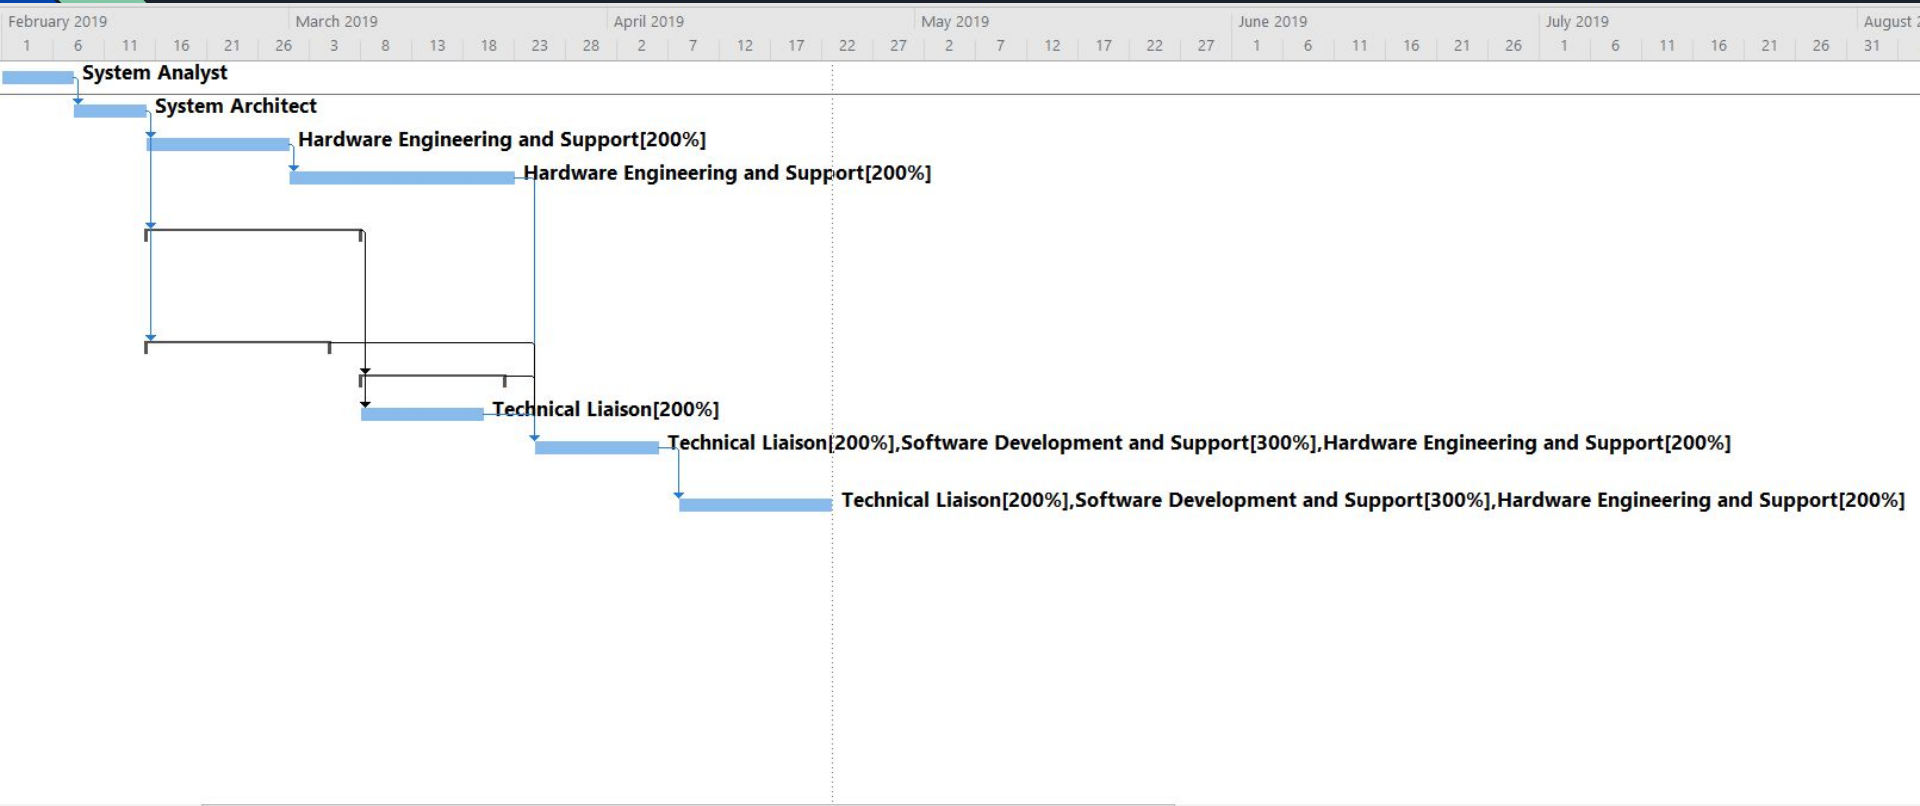 February 2019 March 2019 April 2019 May 2019 June 2019 July 2019 August 2
1 6 11 16 21 26 3 8 13 18 23 28 2 7 12 17 22 27 2 7 12 17 22 27 1 6 11 16 21 26 1 6 11 16 21 26 31
System Analyst
System Architect
Hardware Engineering and Support[200%]
Hardware Engineering and Support[200%]
Technical Liaison[200%]
Technical Liaison[200%],Software Development and Support[300%],Hardware Engineering and Support[200%]
Technical Liaison[200%],Software Development and Support[300%],Hardware Engineering and Support[200%]